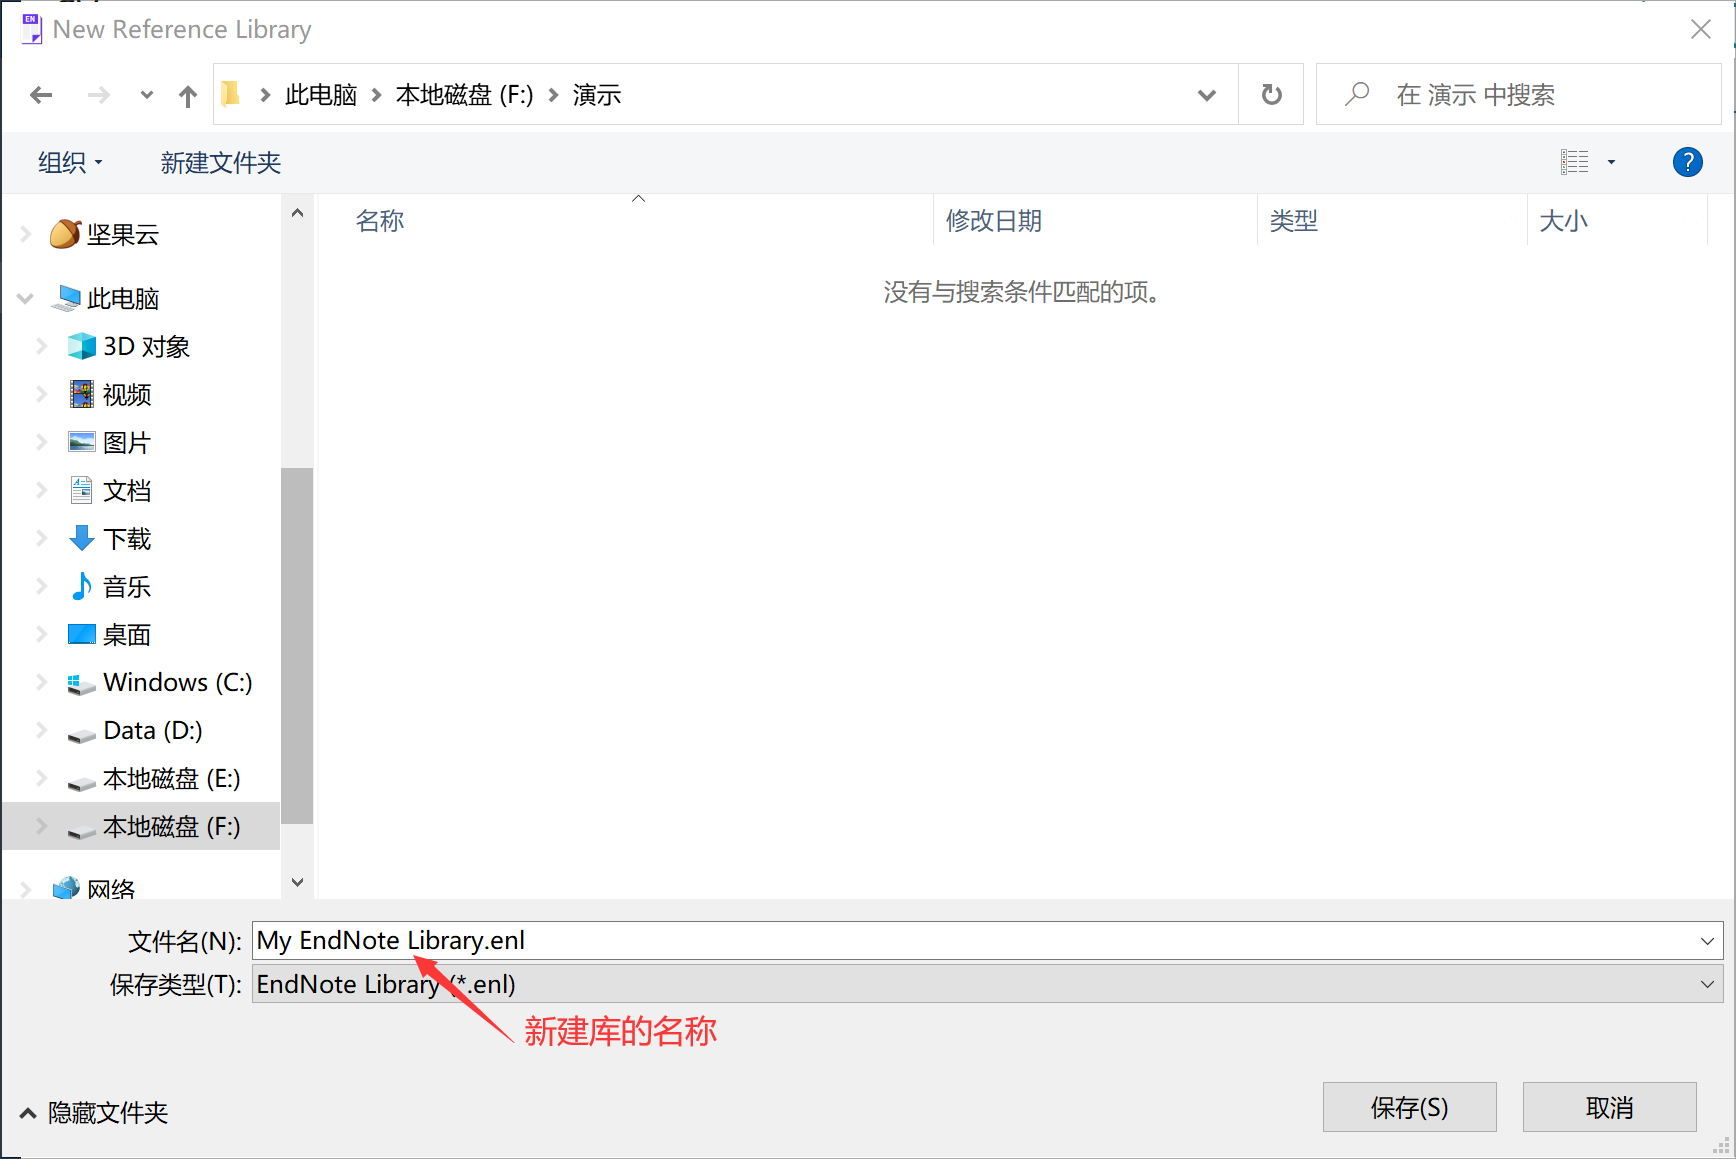 EN
New Reference Library
此电脑 本地磁盘 (F:) 演示
在 演示 中搜索
组织
新建文件夹
?
名称 修改日期 类型 大小
没有与搜索条件匹配的项。
坚果云
此电脑
3D 对象
视频
图片
文档
下载
音乐
桌面
Windows (C:)
Data (D:)
本地磁盘 (E:)
本地磁盘 (F:)
网络
文件名(N): My EndNote Library.enl
保存类型(T): EndNote Library (*.enl)
新建库的名称
隐藏文件夹
保存(S) 取消